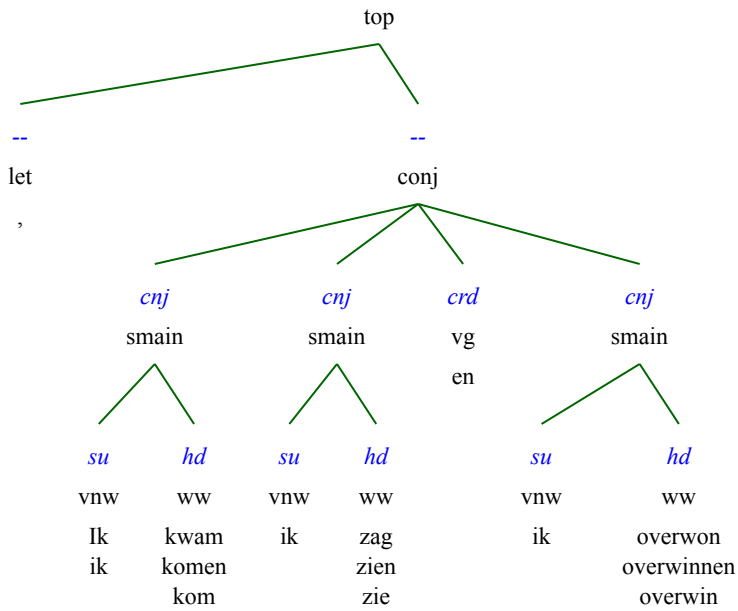 top
-- --
let conj
,
cnj cnj crd cnj
smain smain vg smain
en
su hd su hd su hd
vnw ww vnw ww vnw ww
Ik kwam ik zag ik overwon
ik komen zien overwinnen
kom zie overwin